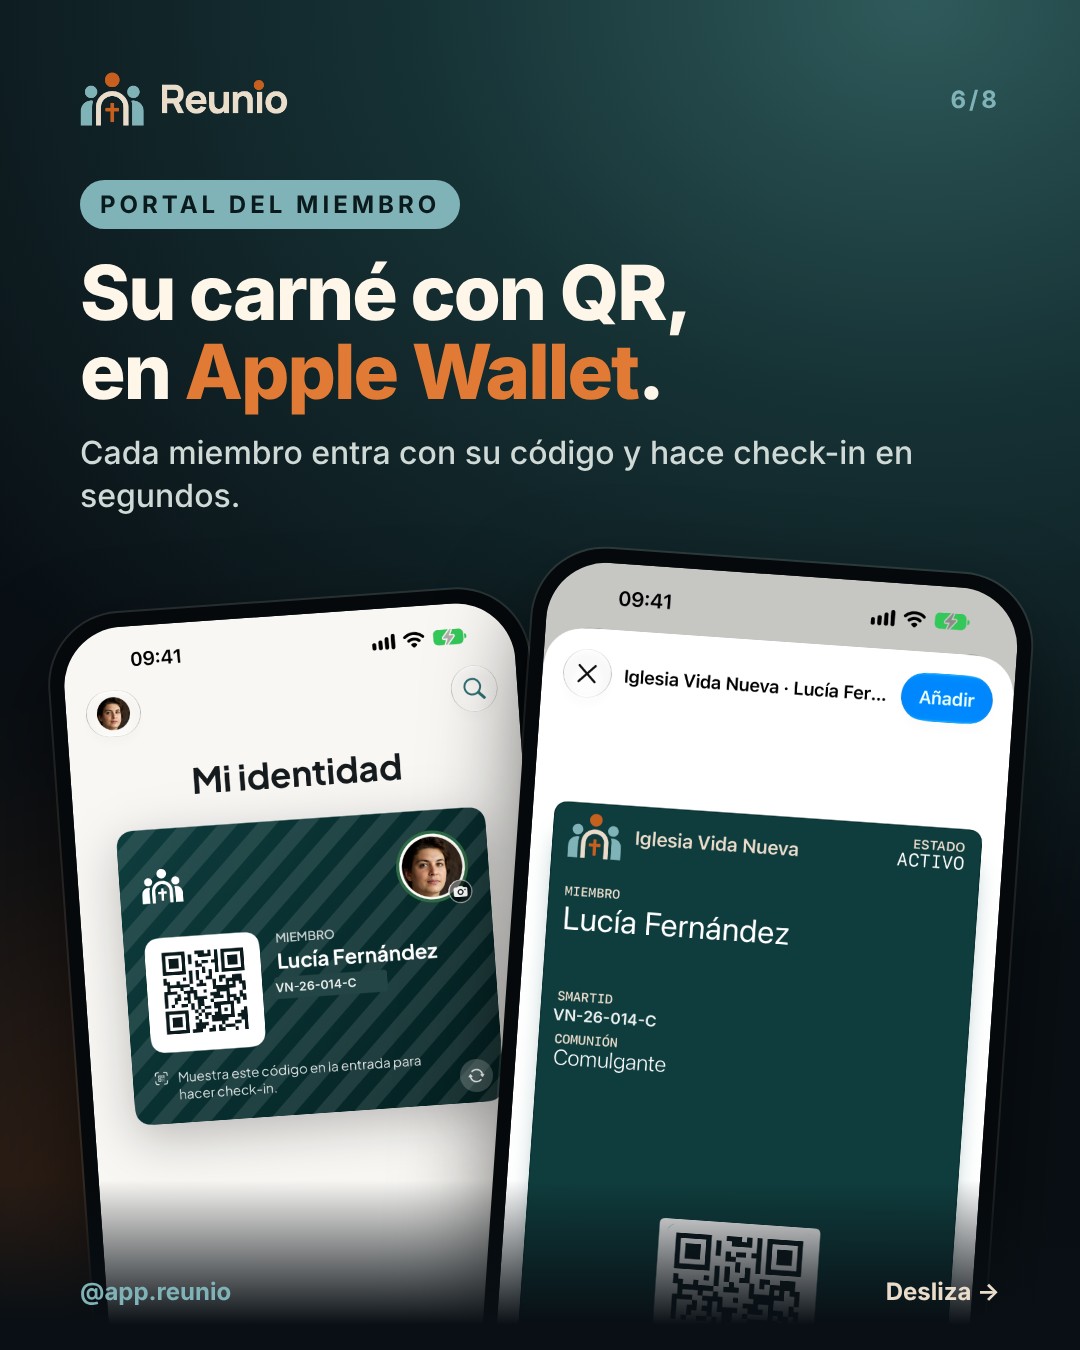 Reunio
6/8
PORTAL DEL MIEMBRO
Su carné con QR,
en Apple Wallet.
Cada miembro entra con su código y hace check-in en
segundos.
09:41
Mi identidad
MIEMBRO
Lucía Fernández
VN-26-014-C
Muestra este código en la entrada para
hacer check-in.
09:41
Iglesia Vida Nueva · Lucía Fer...
Añadir
Iglesia Vida Nueva
ESTADO
ACTIVO
MIEMBRO
Lucía Fernández
SMARTID
VN-26-014-C
COMUNIÓN
Comulgante
@app.reunio
Desliza →